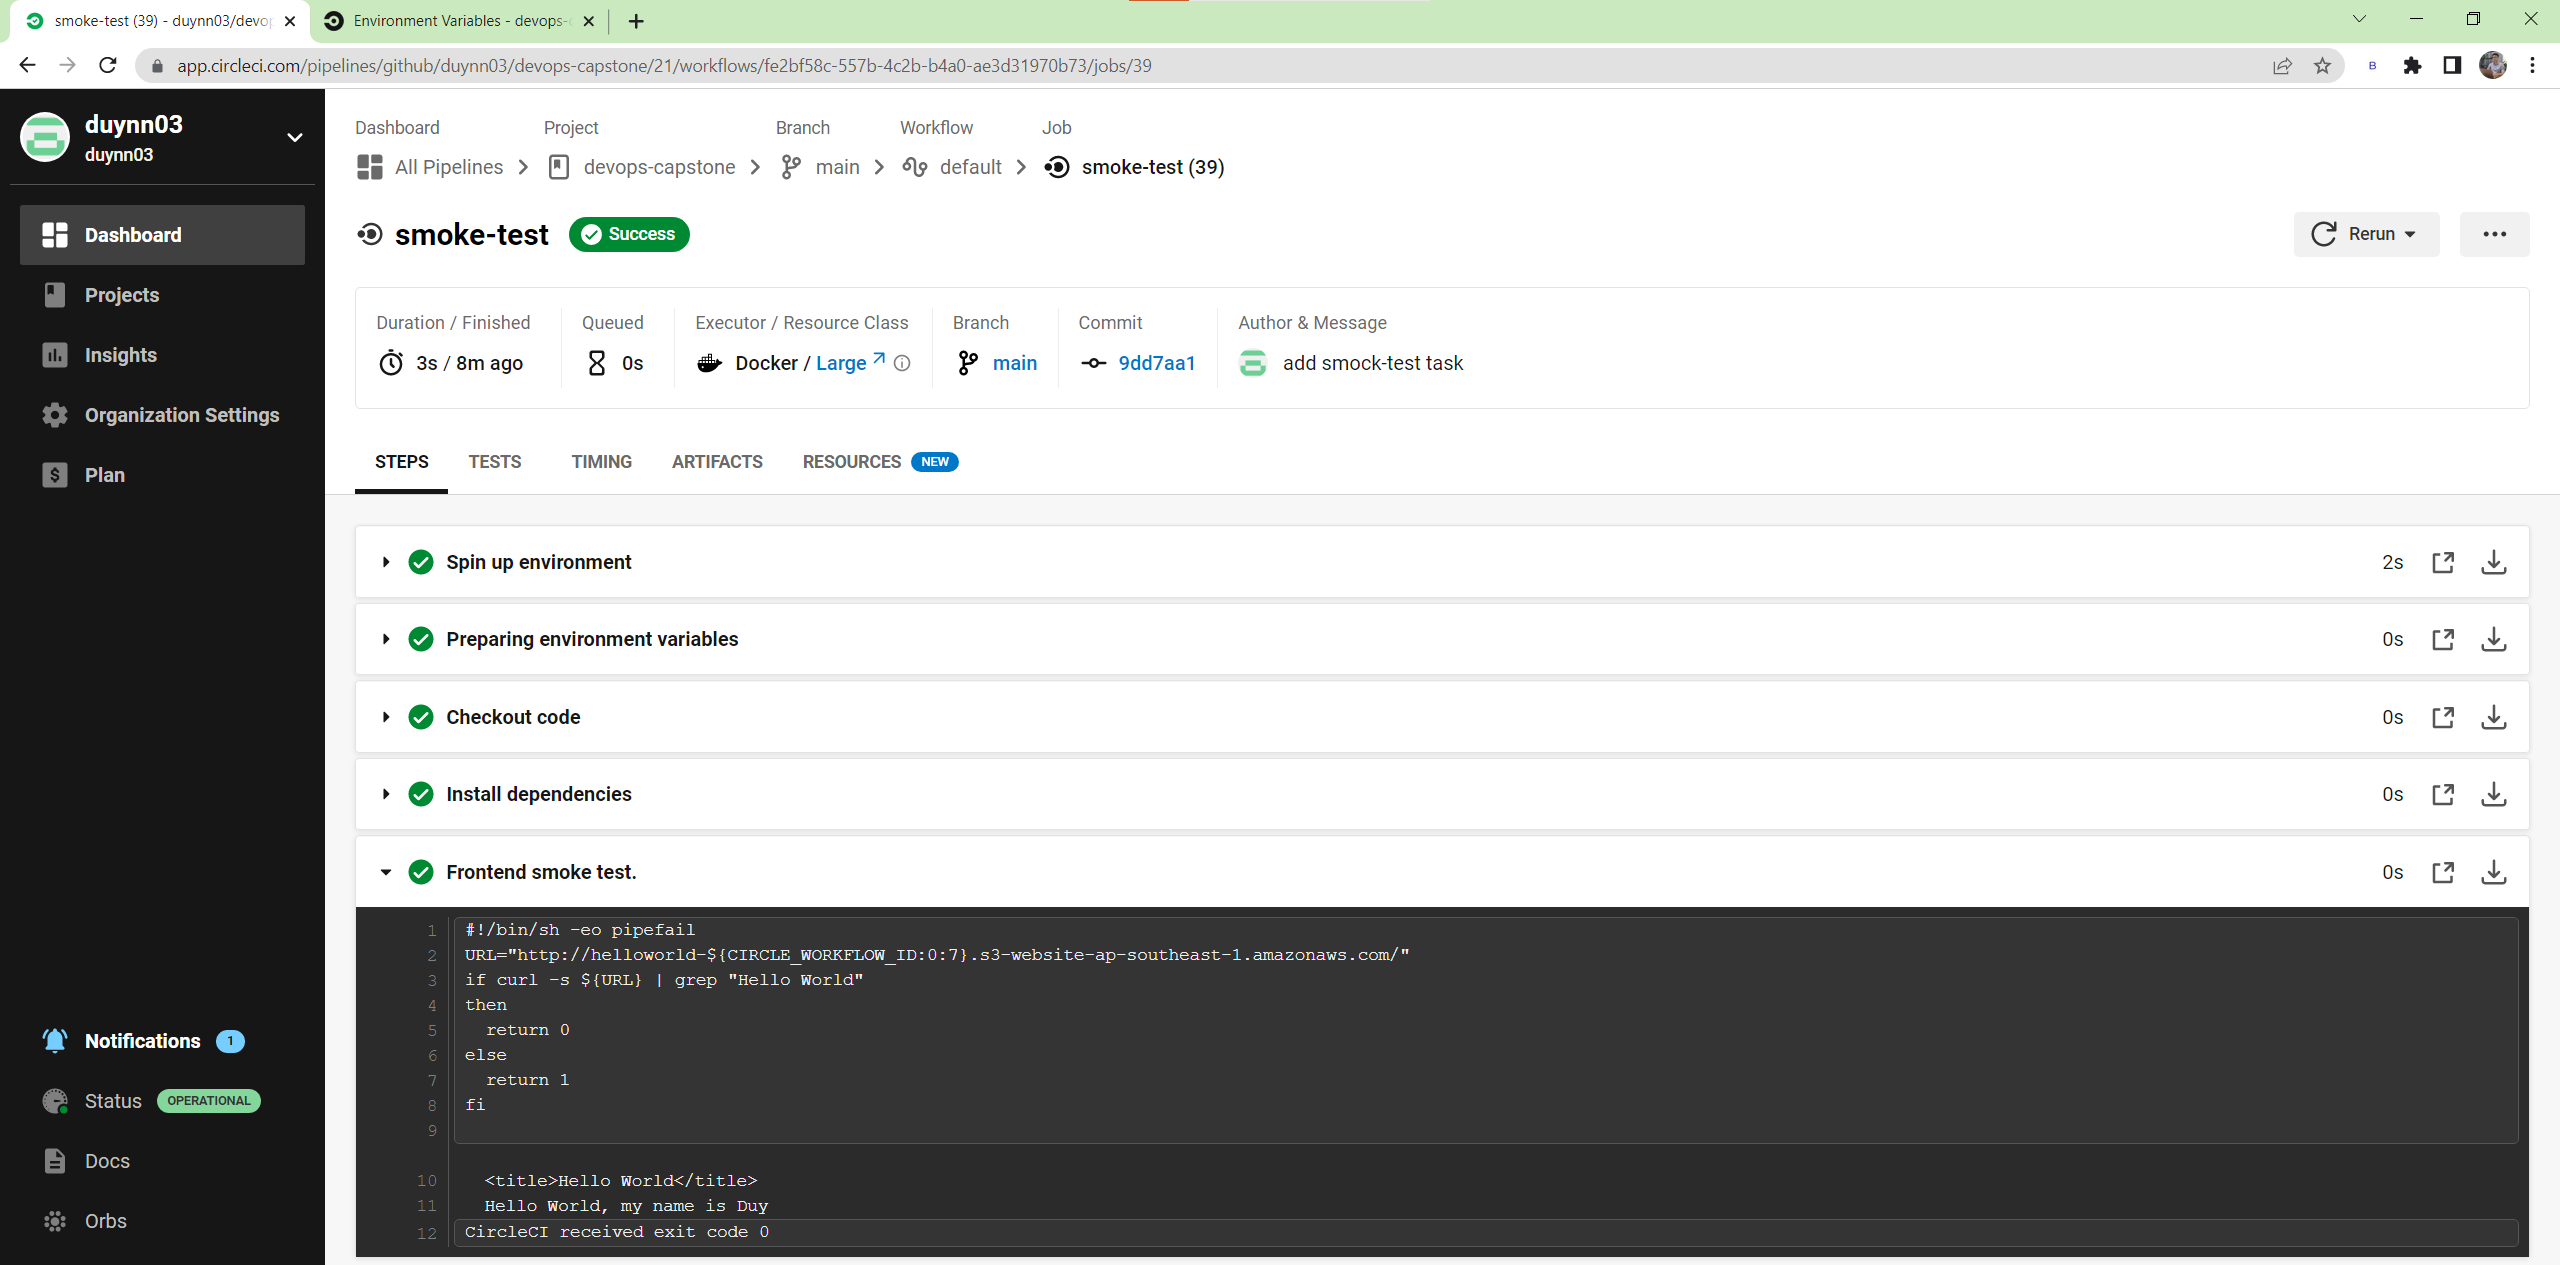 smoke-test (39) - duynn03/devop
Environment Variables - devops-c
app.circleci.com/pipelines/github/duynn03/devops-capstone/21/workflows/fe2bf58c-557b-4c2b-b4a0-ae3d31970b73/jobs/39
B
duynn03
duynn03
Dashboard
Projects
Insights
Organization Settings
Plan
Notifications 1
Status OPERATIONAL
Docs
Orbs
Dashboard Project Branch Workflow Job
All Pipelines devops-capstone main default smoke-test (39)
smoke-test Success
Rerun
Duration / Finished Queued Executor / Resource Class Branch Commit Author & Message
3s / 8m ago 0s Docker / Large main 9dd7aa1 add smock-test task
STEPS TESTS TIMING ARTIFACTS RESOURCES NEW
Spin up environment 2s
Preparing environment variables 0s
Checkout code 0s
Install dependencies 0s
Frontend smoke test. 0s
1 #!/bin/sh -eo pipefail
2 URL="http://helloworld-${CIRCLE_WORKFLOW_ID:0:7}.s3-website-ap-southeast-1.amazonaws.com/"
3 if curl -s ${URL} | grep "Hello World"
4 then
5 return 0
6 else
7 return 1
8 fi
9
10 <title>Hello World</title>
11 Hello World, my name is Duy
12 CircleCI received exit code 0